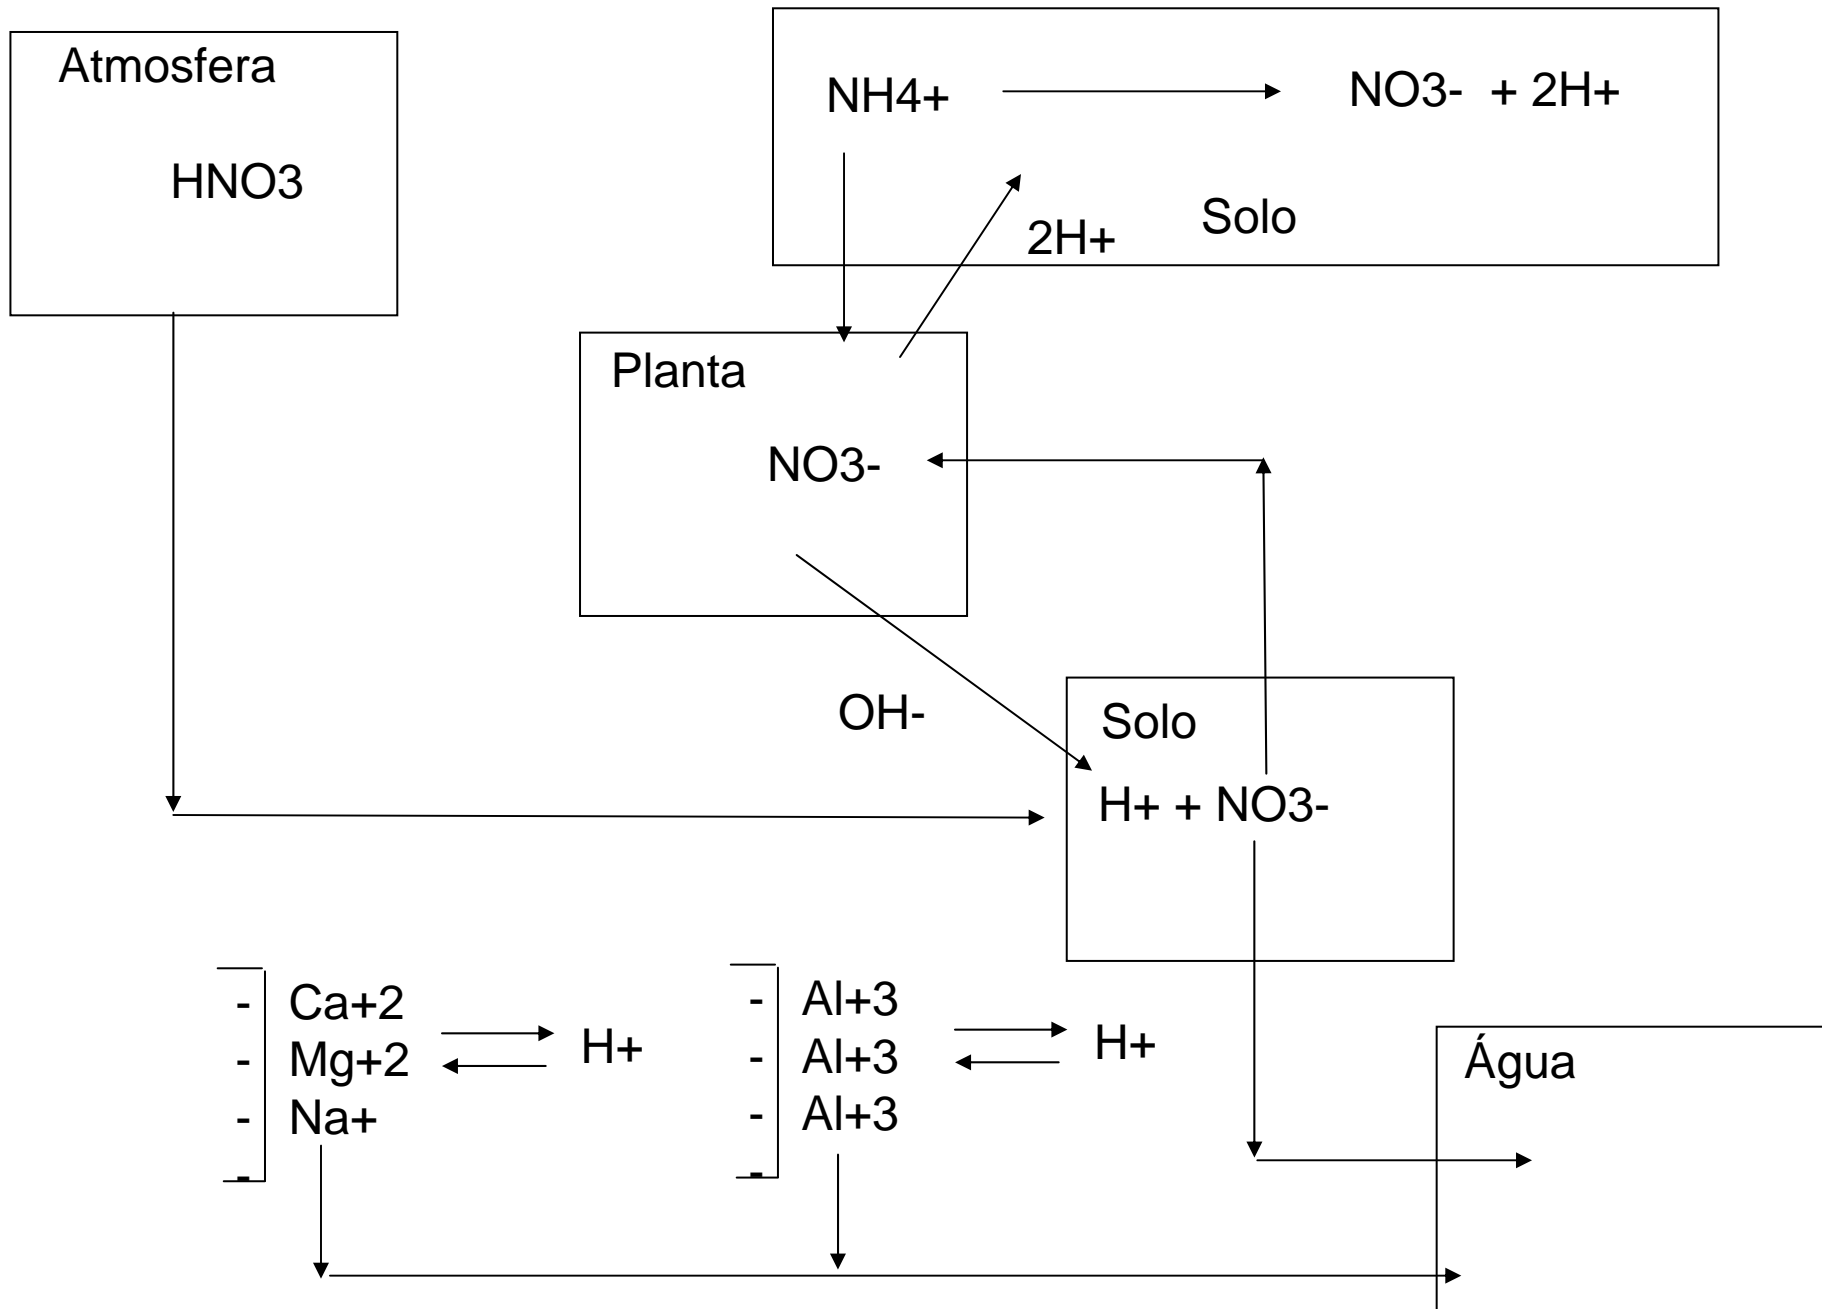 Atmosfera
HNO3
NH4+ NO3- + 2H+
2H+ Solo
Planta
NO3-
OH-
Solo
H+ + NO3-
- Ca+2
- Mg+2
- Na+
-
H+
- Al+3
- Al+3
- Al+3
-
H+
Água